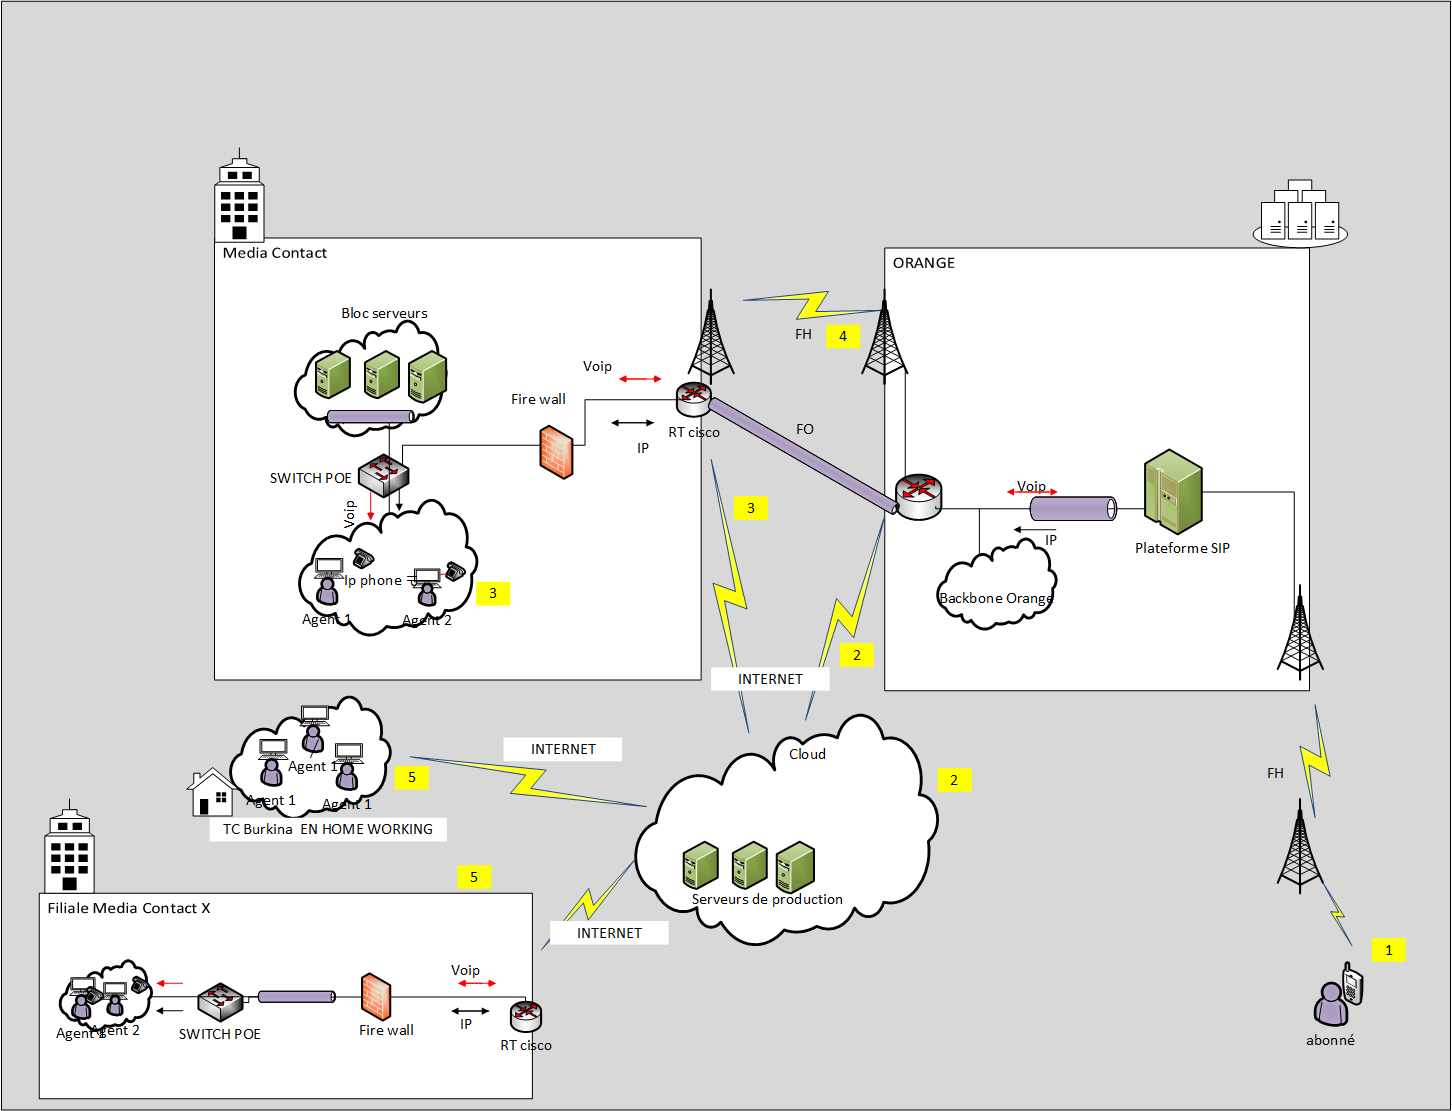 Media Contact
ORANGE
Bloc serveurs
FH
4
Voip
Fire wall
FO
RT cisco
IP
SWITCH POE
Voip
Voip
3
IP
Plateforme SIP
Ip phone
3
Backbone Orange
Agent 1
Agent 2
2
INTERNET
INTERNET
Cloud
Agent 1
5
2
FH
Agent 1
Agent 1
TC Burkina EN HOME WORKING
5
Serveurs de production
Filiale Media Contact X
INTERNET
1
Voip
IP
Agent 1
Agent 2
SWITCH POE
Fire wall
RT cisco
abonné